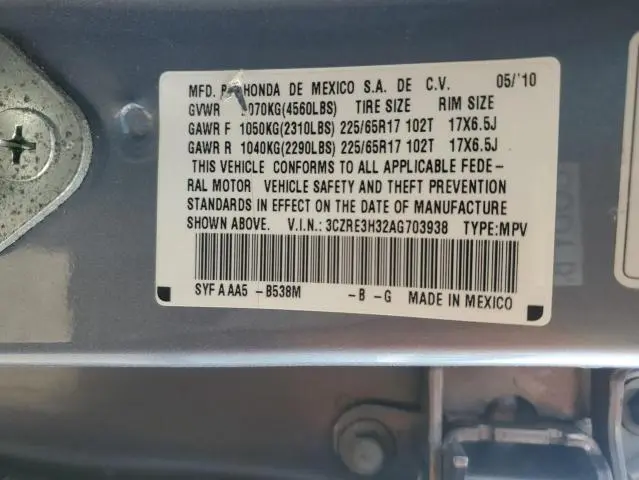 MFD. HONDA DE MEXICO S.A. DE C.V. 05/'10
GVWR 070KG(4560LBS) TIRE SIZE RIM SIZE
GAWR F 1050KG(2310LBS) 225/65R17 102T 17X6.5J
GAWR R 1040KG(2290LBS) 225/65R17 102T 17X6.5J
THIS VEHICLE CONFORMS TO ALL APPLICABLE FEDE-
RAL MOTOR VEHICLE SAFETY AND THEFT PREVENTION
STANDARDS IN EFFECT ON THE DATE OF MANUFACTURE
SHOWN ABOVE. V.I.N.:3CZRE3H32AG703938 TYPE:MPV
SYF A AA5 -B538M -B -G MADE IN MEXICO